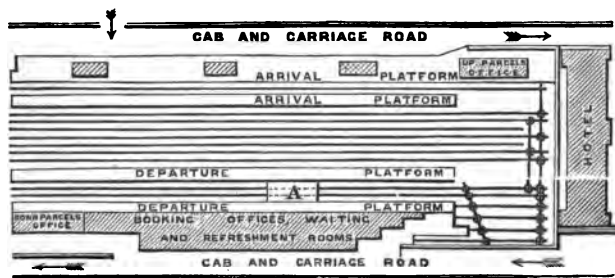 CAB AND CARRIAGE ROAD
UP PARCELS
OFFICE
ARRIVAL PLATFORM
ARRIVAL PLATFORM
HOTEL
DEPARTURE PLATFORM
A
DEPARTURE PLATFORM
DOWN PARCELS
OFFICE
BOOKING OFFICES, WAITING
AND REFRESHMENT ROOMS
CAB AND CARRIAGE ROAD